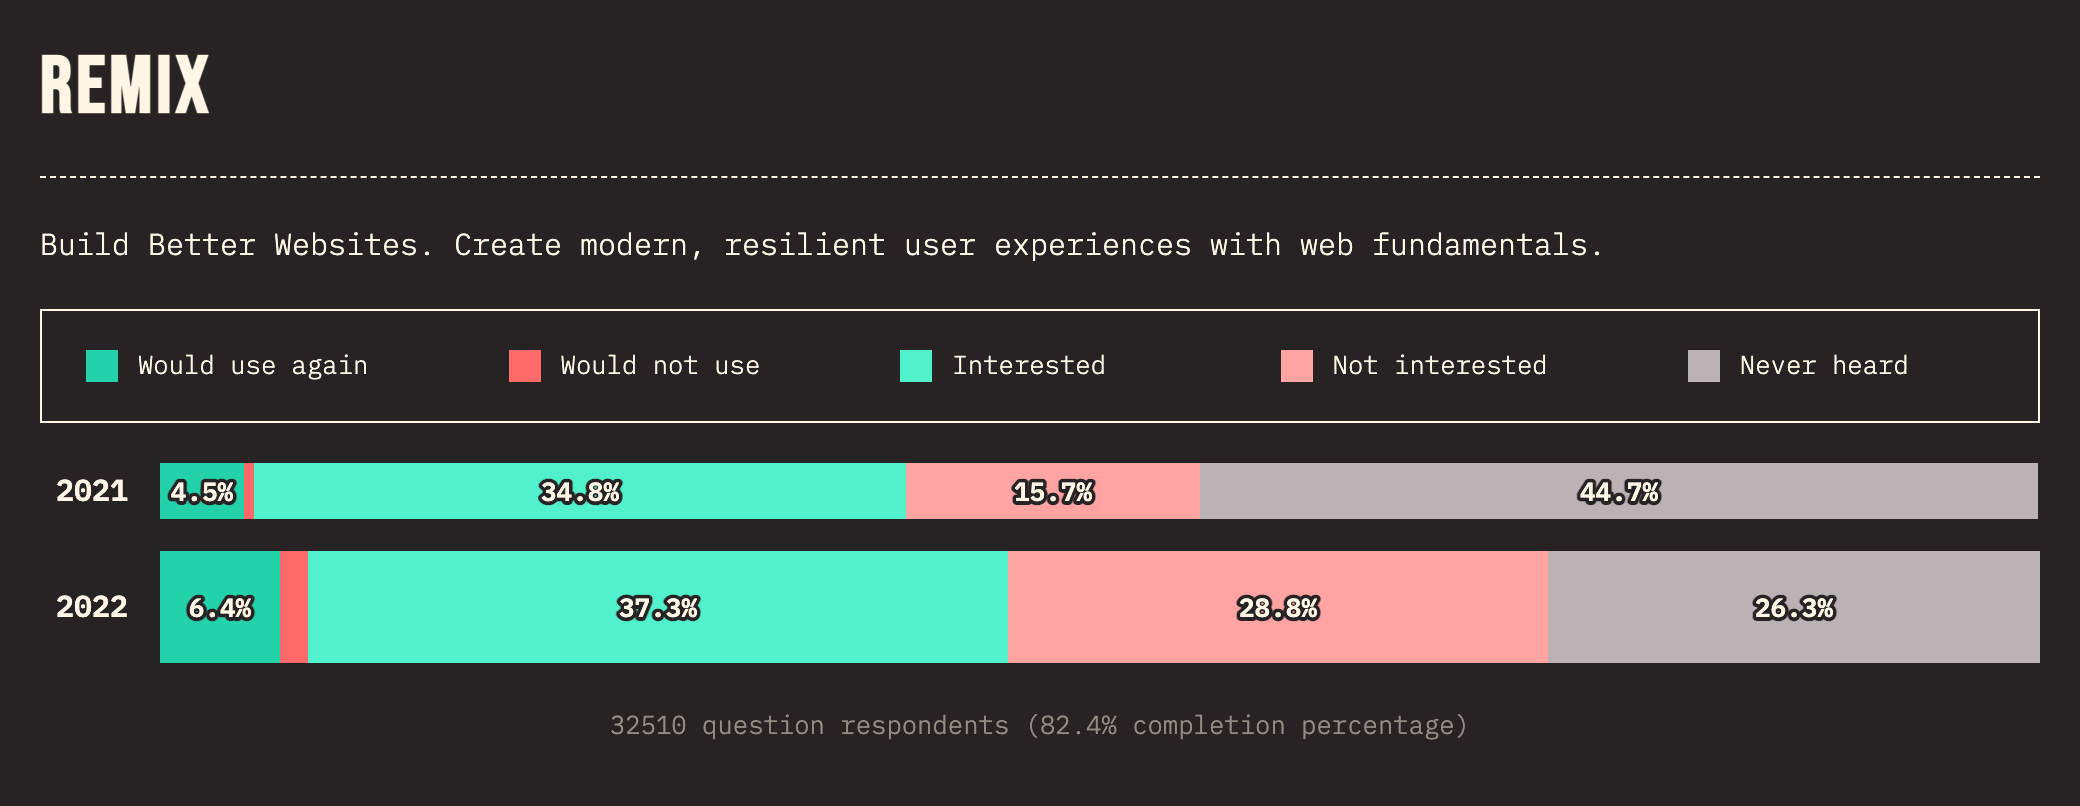 REMIX
Build Better Websites. Create modern, resilient user experiences with web fundamentals.
Would use again Would not use Interested Not interested Never heard
2021 4.5% 34.8% 15.7% 44.7%
2022 6.4% 37.3% 28.8% 26.3%
32510 question respondents (82.4% completion percentage)